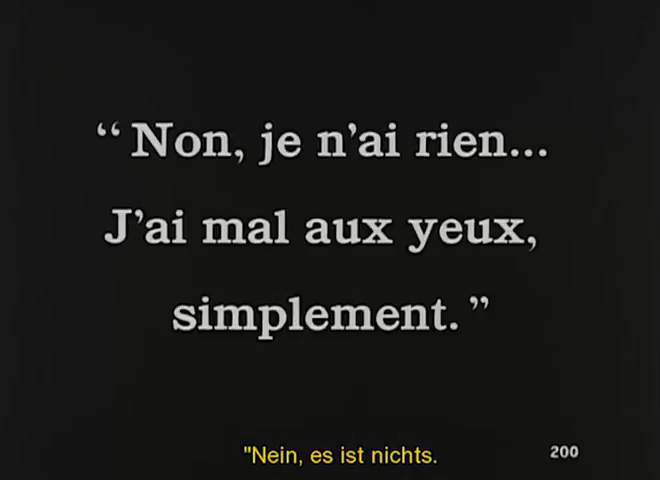 “ Non, je n’ai rien...
J’ai mal aux yeux,
simplement. ”
"Nein, es ist nichts.
200